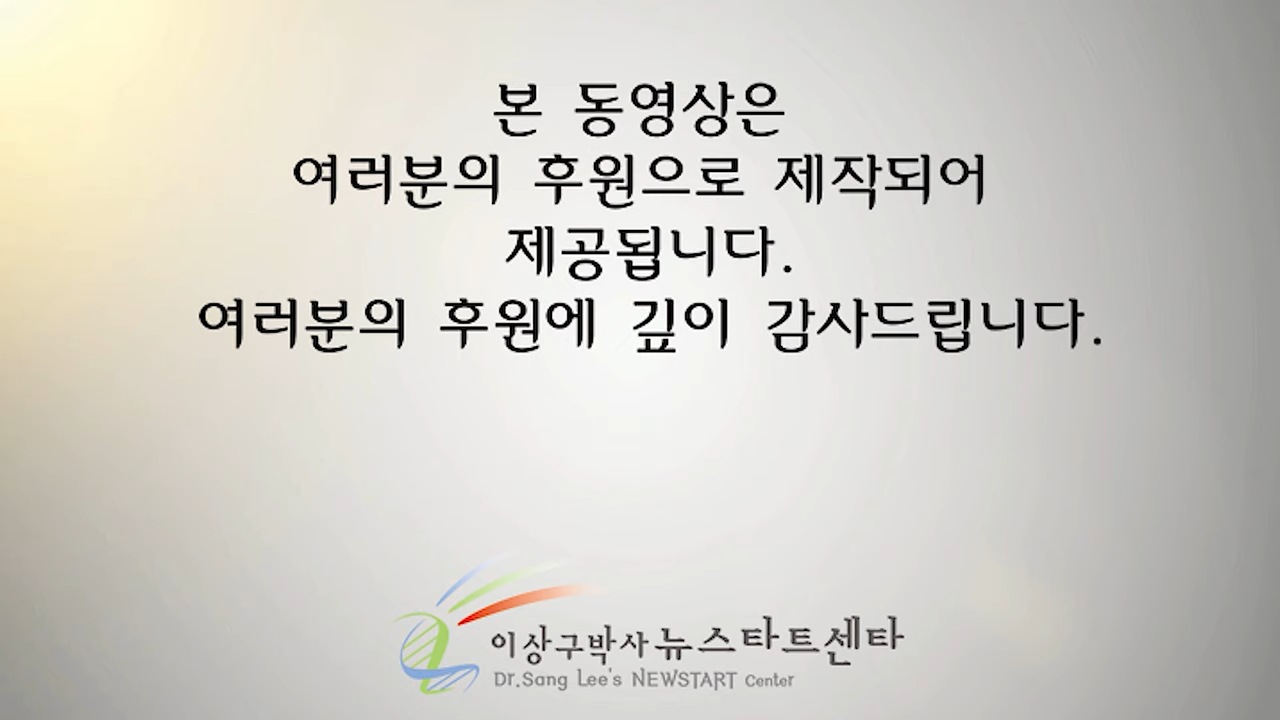 본 동영상은
여러분의 후원으로 제작되어
제공됩니다.
여러분의 후원에 깊이 감사드립니다.
이상구박사 뉴스타트센타
Dr.Sang Lee's NEWSTART Center